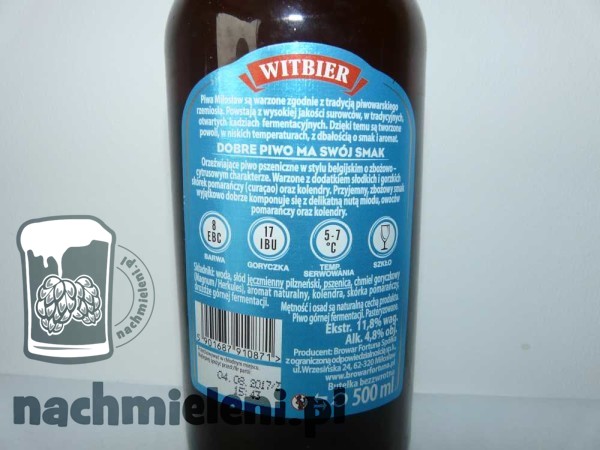 WITBIER
Piwa Miłosław są warzone zgodnie z tradycją piwowarskiego
rzemiosła. Powstają z wysokiej jakości surowców, w tradycyjnych,
otwartych kadziach fermentacyjnych. Dzięki temu są tworzone
powoli, w niskich temperaturach, z dbałością o smak i aromat.
DOBRE PIWO MA SWÓJ SMAK
Orzeźwiające piwo pszeniczne w stylu belgijskim o zbożowo-
cytrusowym charakterze. Warzone z dodatkiem słodkich i gorzkich
skórek pomarańczy (curaçao) oraz kolendry. Przyjemny, zbożowy smak
wyjątkowo dobrze komponuje się z delikatną nutą miodu, owoców
pomarańczy oraz kolendry.
8 EBC
17 IBU
5-7 °C
BARWA
GORYCZKA
TEMP. SERWOWANIA
SZKŁO
Składniki: woda, słód jęczmienny pilzneński, pszenica, chmiel goryczkowy
(Magnum / Herkules), aromat naturalny, kolendra, skórka pomarańczy,
drożdże górnej fermentacji.
Mętność i osad są naturalną cechą produktu.
Piwo górnej fermentacji. Pasteryzowane.
Ekstr. 11,8% wag.
Alk. 4,8% obj.
Producent: Browar Fortuna Spółka
z ograniczoną odpowiedzialnością
ul. Wrzesińska 24, 62-320 Miłosław
www.browarfortuna.pl
Butelka bezzwrotna
500 ml
5 901687 910871 >
04.08.2017
15:43
nachmieleni.pl
nachmieleni.pl